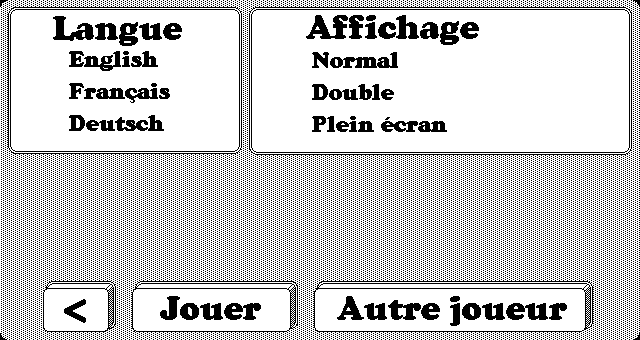 Langue
English
Français
Deutsch
Affichage
Normal
Double
Plein écran
<
Jouer
Autre joueur